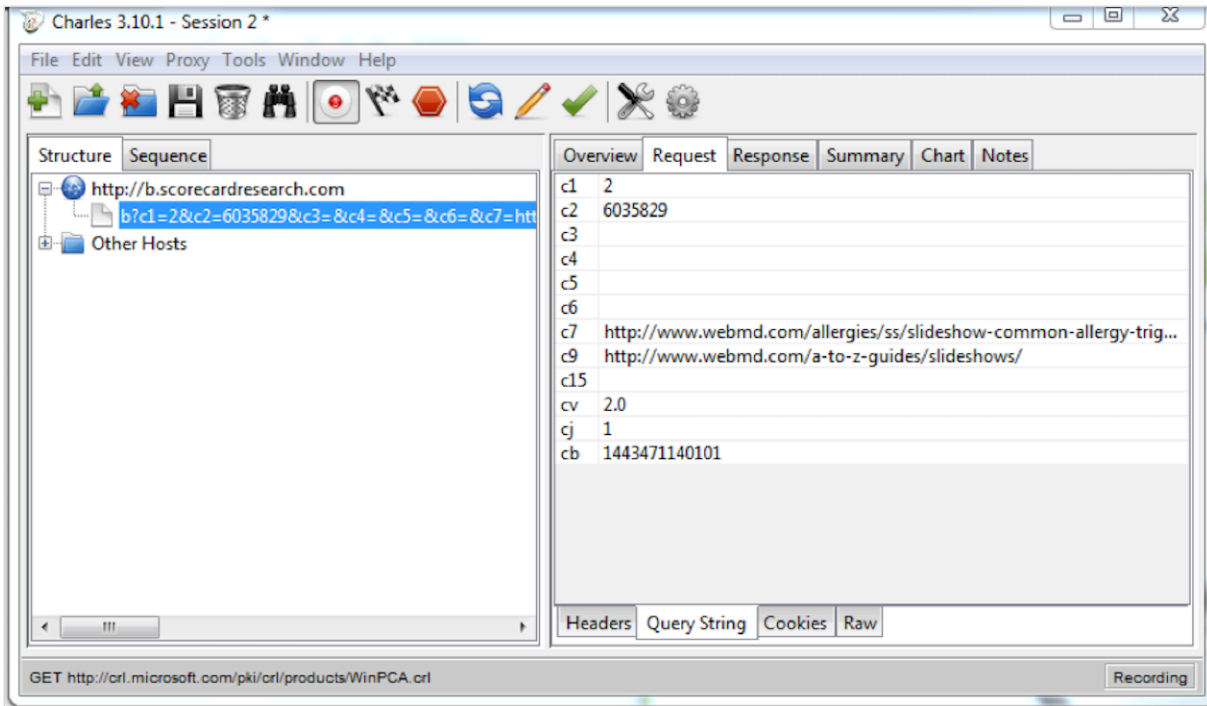 Charles 3.10.1 - Session 2 *
File Edit View Proxy Tools Window Help
Structure Sequence
http://b.scorecardresearch.com
b?c1=2&c2=6035829&c3=&c4=&c5=&c6=&c7=htt
Other Hosts
Overview Request Response Summary Chart Notes
c1 2
c2 6035829
c3
c4
c5
c6
c7 http://www.webmd.com/allergies/ss/slideshow-common-allergy-trig...
c9 http://www.webmd.com/a-to-z-guides/slideshows/
c15
cv 2.0
cj 1
cb 1443471140101
Headers Query String Cookies Raw
GET http://crl.microsoft.com/pki/crl/products/WinPCA.crl
Recording